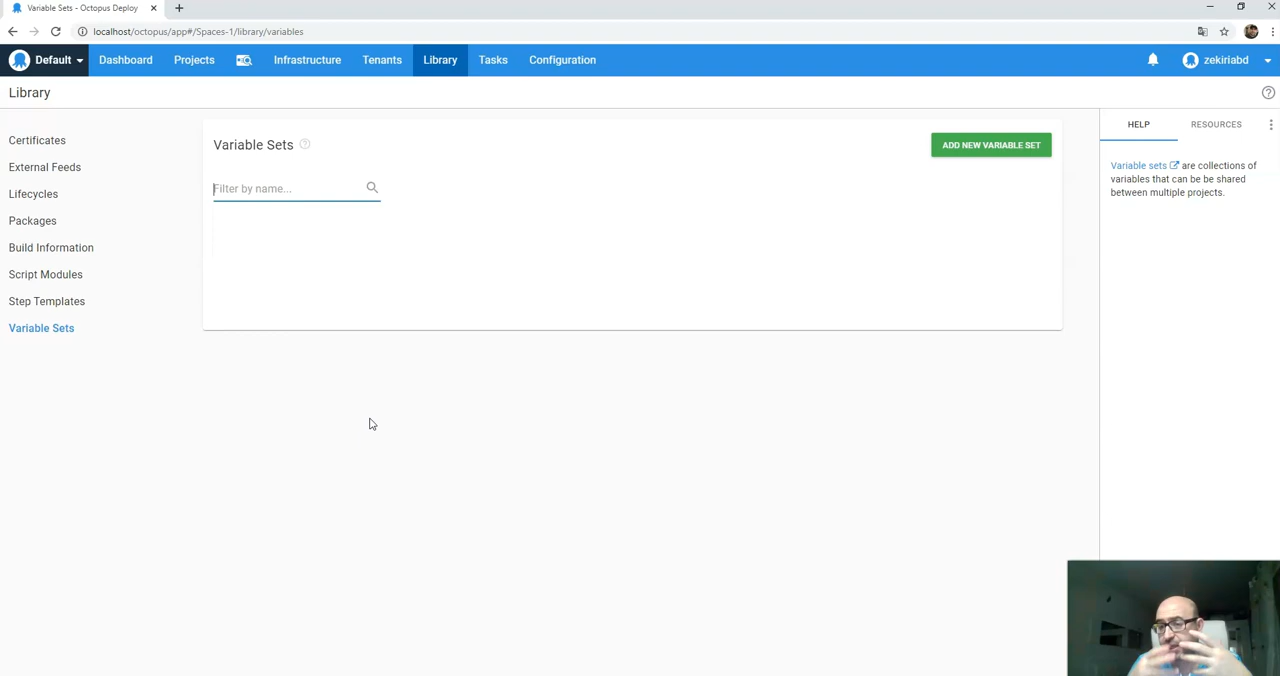 Variable Sets - Octopus Deploy
localhost/octopus/app#/Spaces-1/library/variables
Default Dashboard Projects Infrastructure Tenants Library Tasks Configuration zekiriabd
Library
Certificates
External Feeds
Lifecycles
Packages
Build Information
Script Modules
Step Templates
Variable Sets
Variable Sets
ADD NEW VARIABLE SET
Filter by name...
HELP RESOURCES
Variable sets are collections of
variables that can be be shared
between multiple projects.